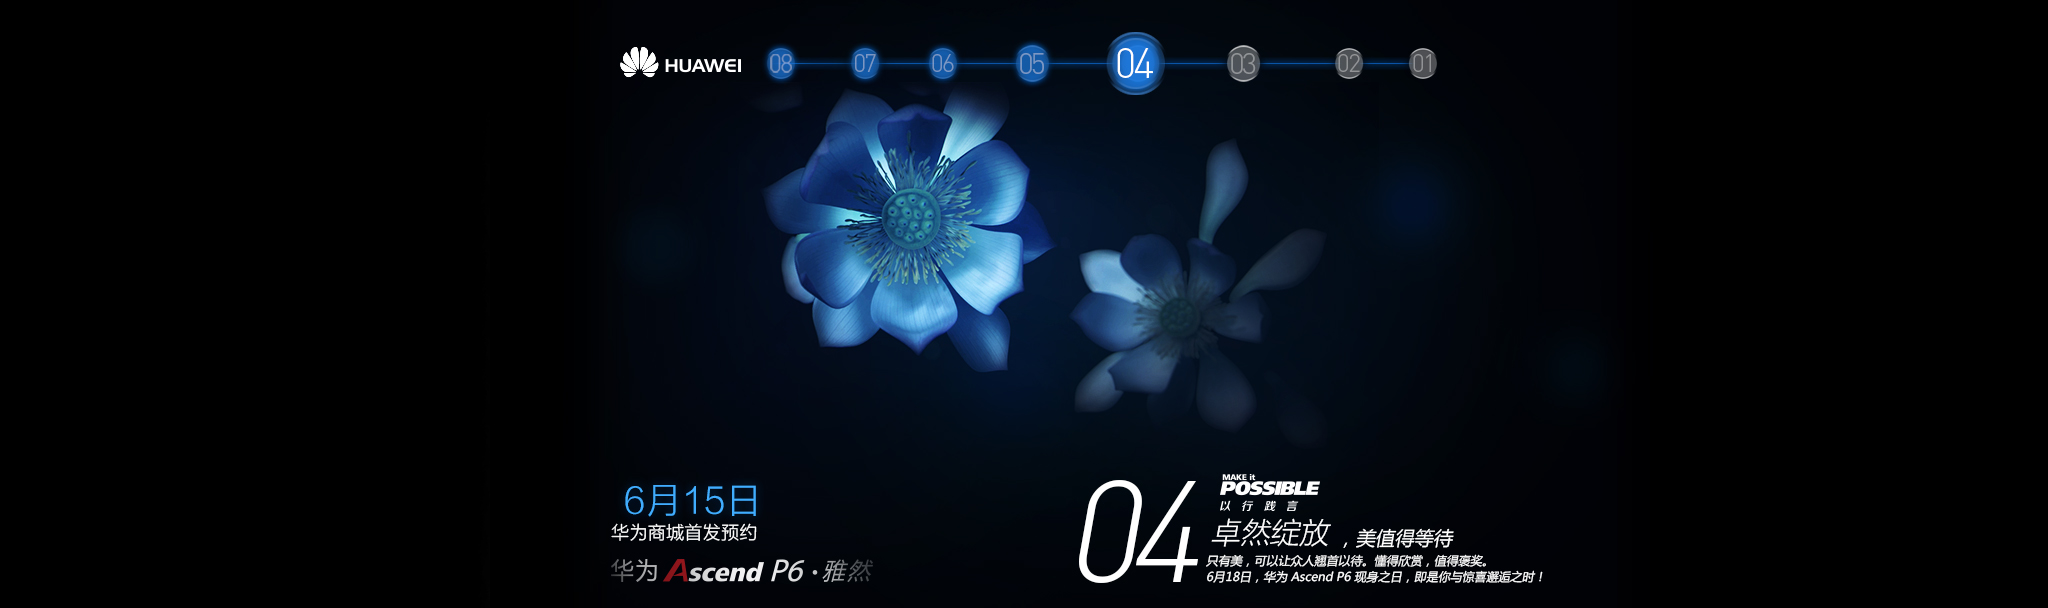 HUAWEI
08 07 06 05 04 03 02 01
6月15日
华为商城首发预约
华为 Ascend P6 · 雅然
04
MAKE it
POSSIBLE
以行践言
卓然绽放，美值得等待
只有美，可以让众人翘首以待。懂得欣赏，值得褒奖。
6月18日，华为 Ascend P6 现身之日，即是你与惊喜邂逅之时！